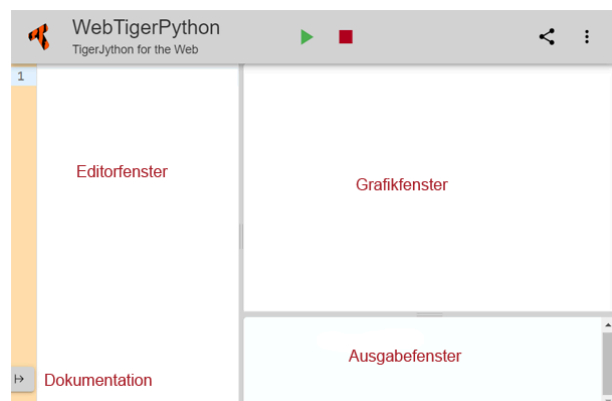 WebTigerPython
TigerJython for the Web
1
Editorfenster
Grafikfenster
Ausgabefenster
Dokumentation